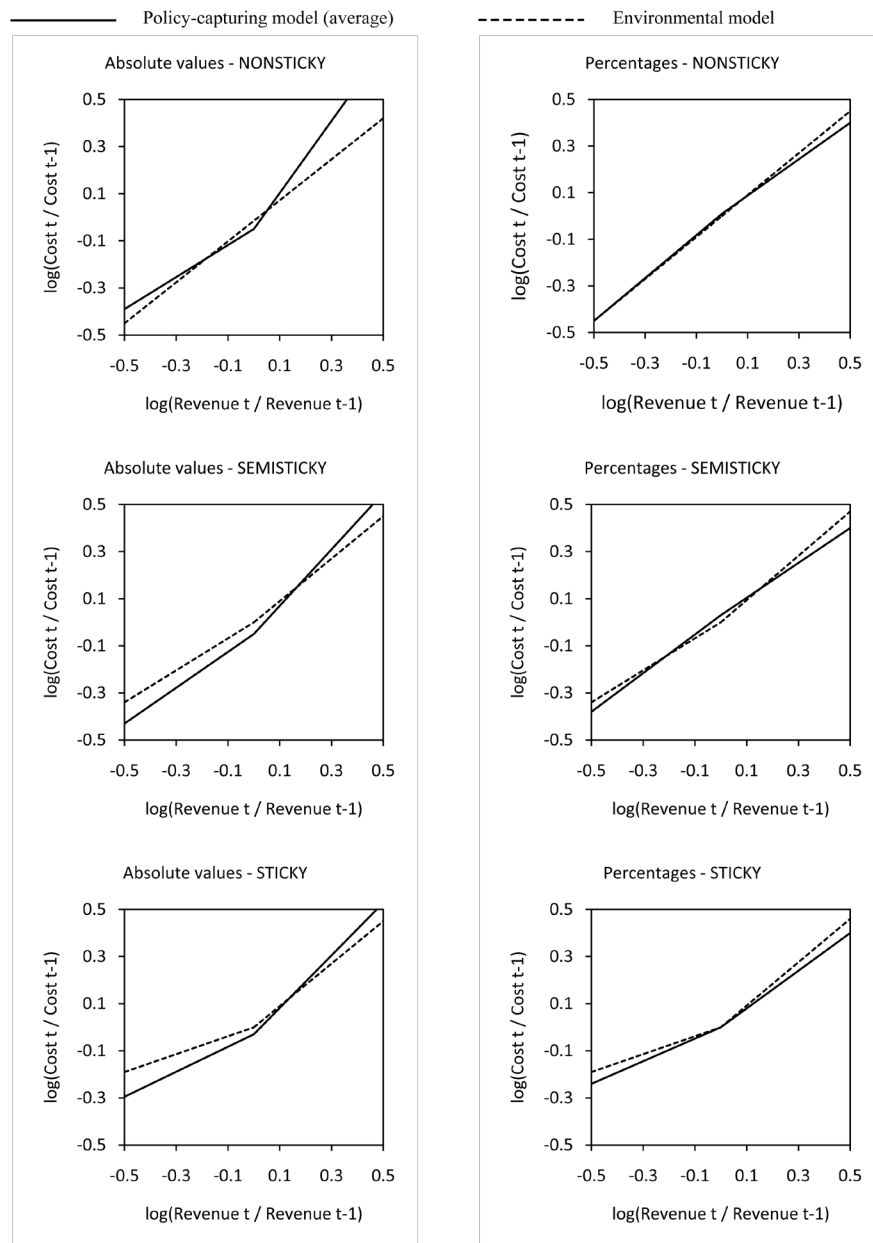 Policy-capturing model (average)
Environmental model
Absolute values - NONSTICKY
log(Cost t / Cost t-1)
0.5
0.3
0.1
-0.1
-0.3
-0.5
-0.5 -0.3 -0.1 0.1 0.3 0.5
log(Revenue t / Revenue t-1)
Percentages - NONSTICKY
log(Cost t / Cost t-1)
0.5
0.3
0.1
-0.1
-0.3
-0.5
-0.5 -0.3 -0.1 0.1 0.3 0.5
log(Revenue t / Revenue t-1)
Absolute values - SEMISTICKY
log(Cost t / Cost t-1)
0.5
0.3
0.1
-0.1
-0.3
-0.5
-0.5 -0.3 -0.1 0.1 0.3 0.5
log(Revenue t / Revenue t-1)
Percentages - SEMISTICKY
log(Cost t / Cost t-1)
0.5
0.3
0.1
-0.1
-0.3
-0.5
-0.5 -0.3 -0.1 0.1 0.3 0.5
log(Revenue t / Revenue t-1)
Absolute values - STICKY
log(Cost t / Cost t-1)
0.5
0.3
0.1
-0.1
-0.3
-0.5
-0.5 -0.3 -0.1 0.1 0.3 0.5
log(Revenue t / Revenue t-1)
Percentages - STICKY
log(Cost t / Cost t-1)
0.5
0.3
0.1
-0.1
-0.3
-0.5
-0.5 -0.3 -0.1 0.1 0.3 0.5
log(Revenue t / Revenue t-1)